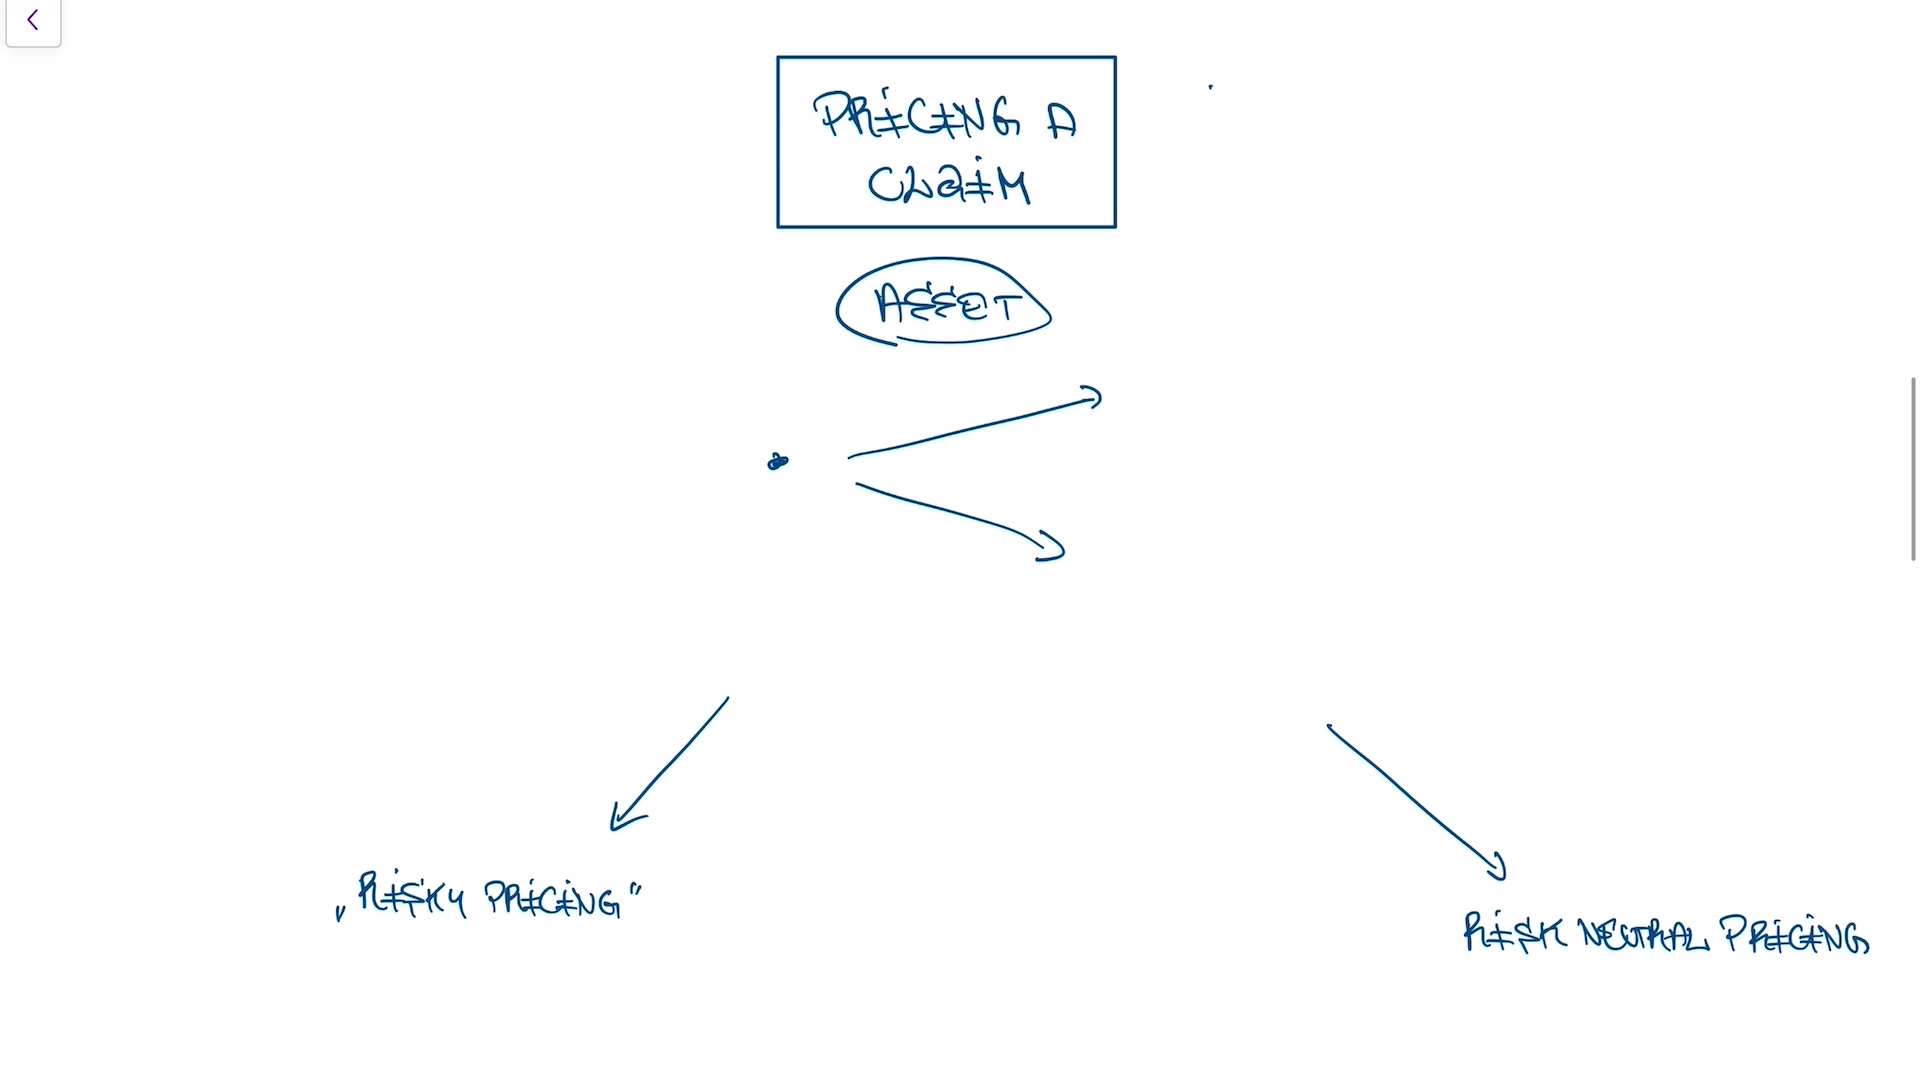 PRICING A
CLAIM
ASSET
„RISKY PRICING“
RISK NEUTRAL PRICING